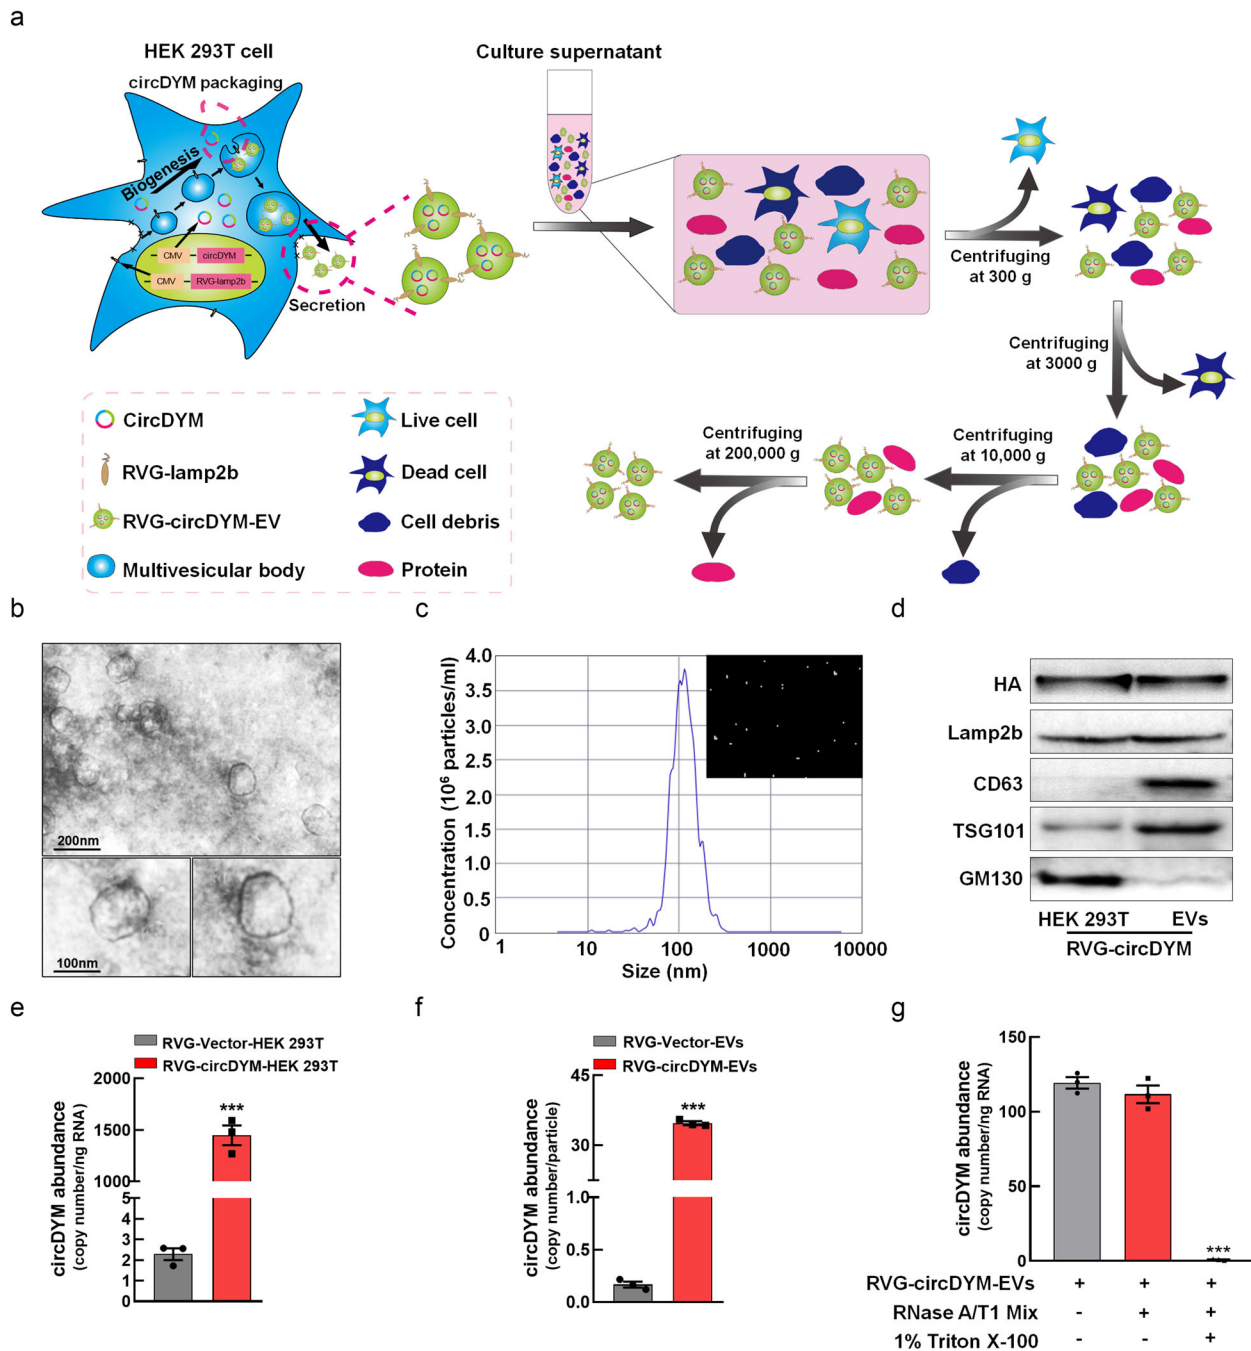 a
HEK 293T cell
circDYM packaging
Biogenesis
CMV
circDYM
CMV
RVG-lamp2b
Secretion
Culture supernatant
Centrifuging
at 300 g
Centrifuging
at 3000 g
Centrifuging
at 10,000 g
Centrifuging
at 200,000 g
CircDYM
RVG-lamp2b
RVG-circDYM-EV
Multivesicular body
Live cell
Dead cell
Cell debris
Protein
b
200nm
100nm
c
Concentration (10⁶ particles/ml)
4.0
3.5
3.0
2.5
2.0
1.5
1.0
0.5
0
1
10
100
1000
10000
Size (nm)
d
HA
Lamp2b
CD63
TSG101
GM130
HEK 293T
EVs
RVG-circDYM
e
RVG-Vector-HEK 293T
RVG-circDYM-HEK 293T
circDYM abundance
(copy number/ng RNA)
2000
1500
1000
5
4
3
2
1
0
***
f
RVG-Vector-EVs
RVG-circDYM-EVs
circDYM abundance
(copy number/particle)
45
30
1.0
0.5
0.0
***
g
circDYM abundance
(copy number/ng RNA)
150
100
50
0
***
RVG-circDYM-EVs + + +
RNase A/T1 Mix - + +
1% Triton X-100 - - +